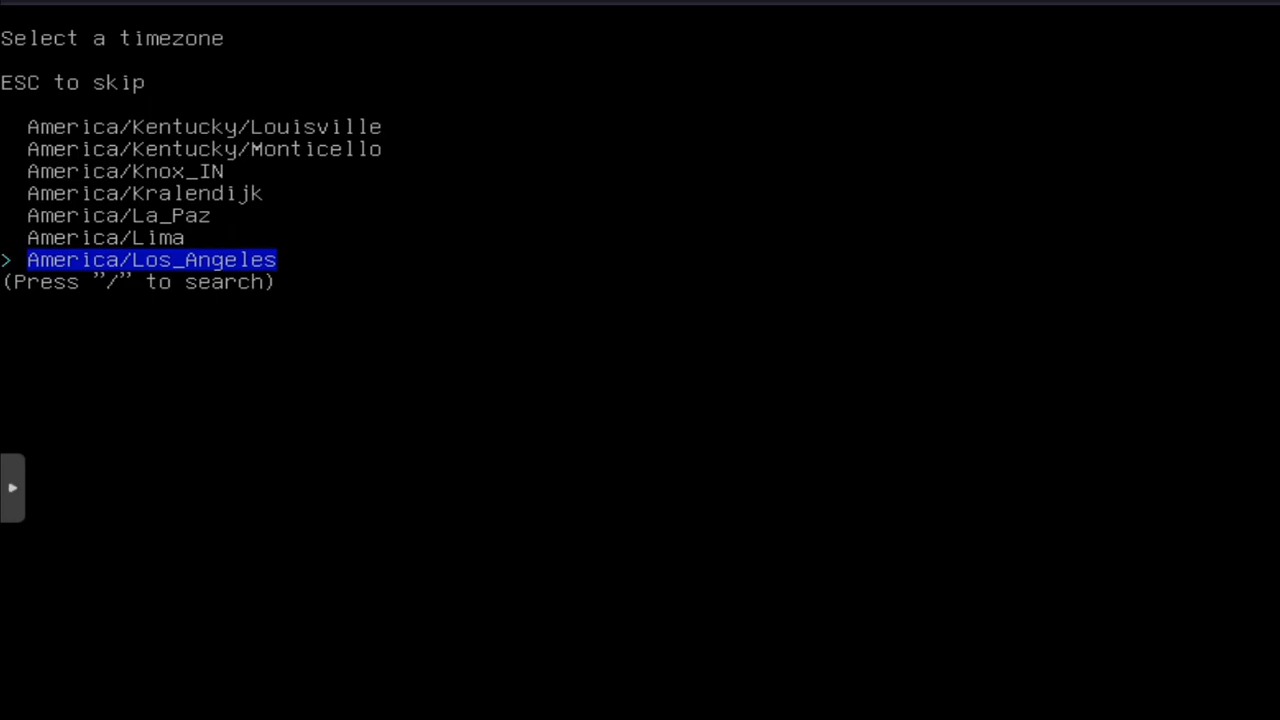 Select a timezone
ESC to skip
America/Kentucky/Louisville
America/Kentucky/Monticello
America/Knox_IN
America/Kralendijk
America/La_Paz
America/Lima
> America/Los_Angeles
(Press ”/” to search)